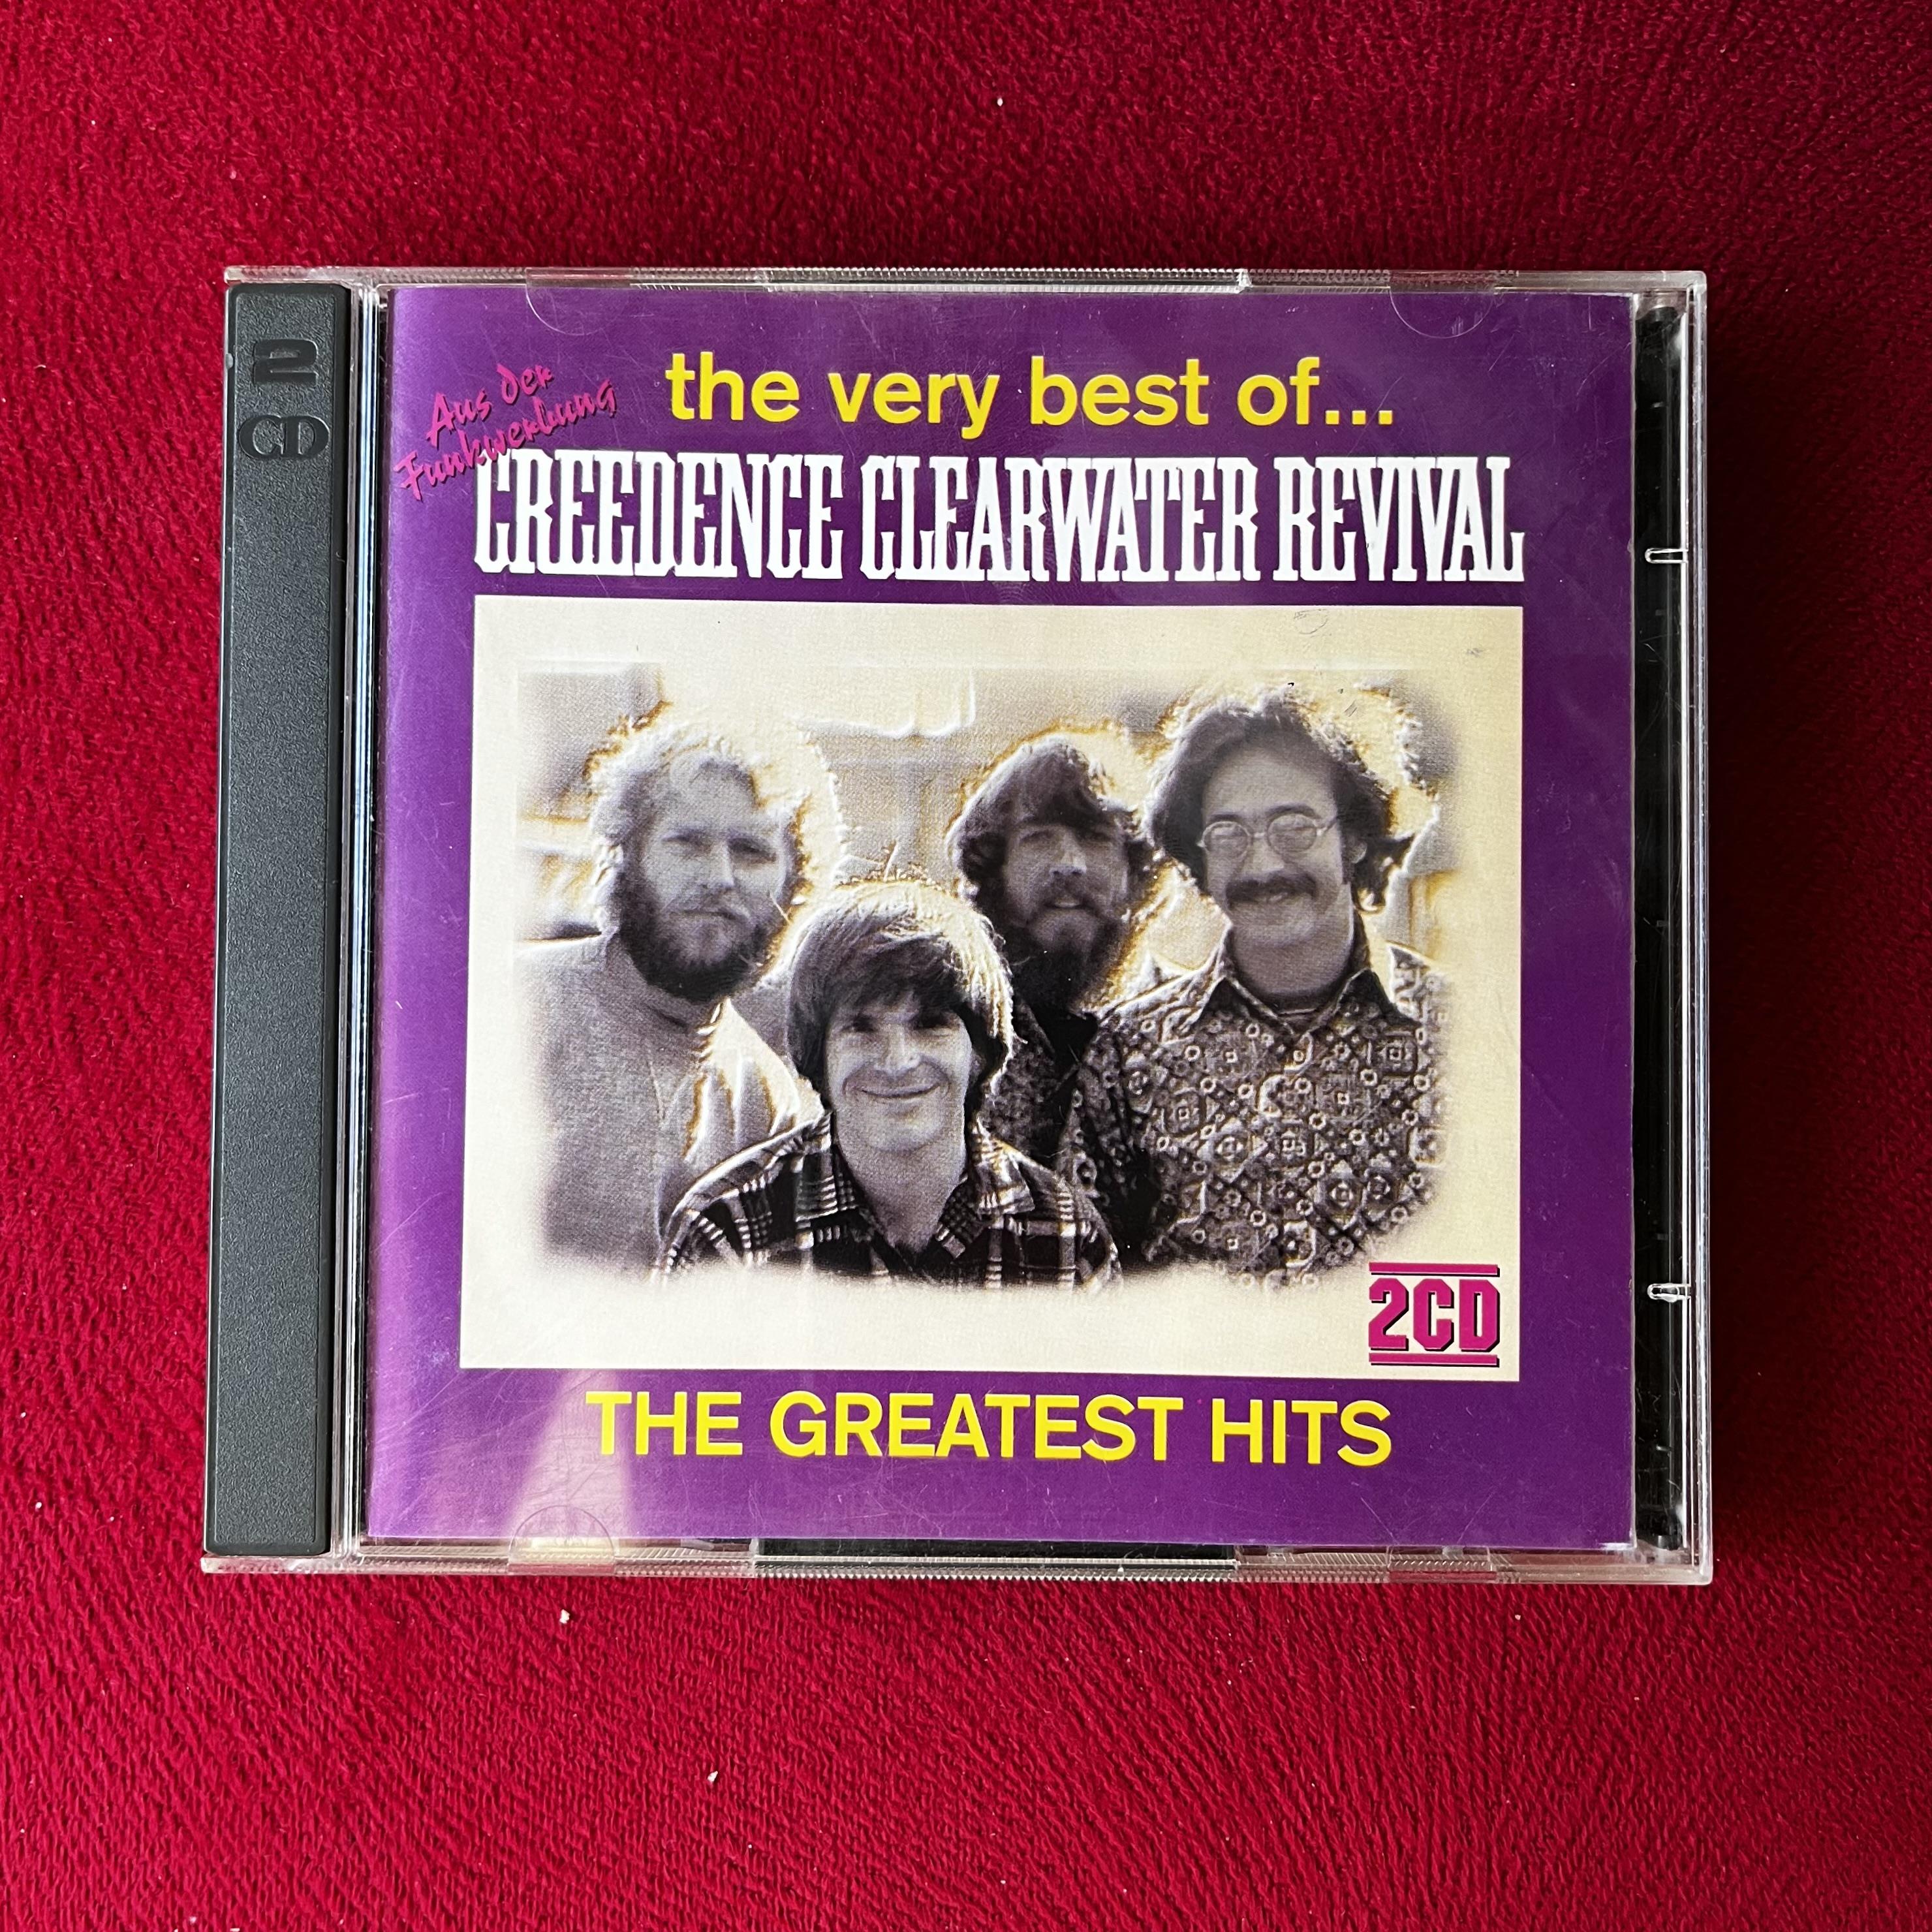 2
CD
Aus der
Funkwerbung
the very best of...
CREEDENCE CLEARWATER REVIVAL
2CD
THE GREATEST HITS